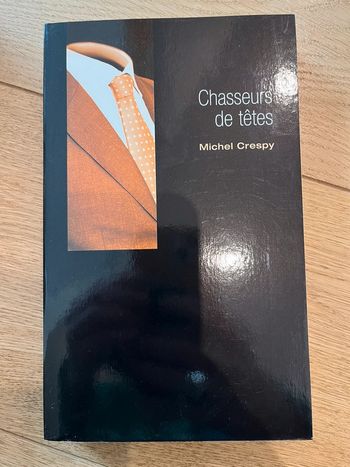 Chasseurs
de têtes
Michel Crespy